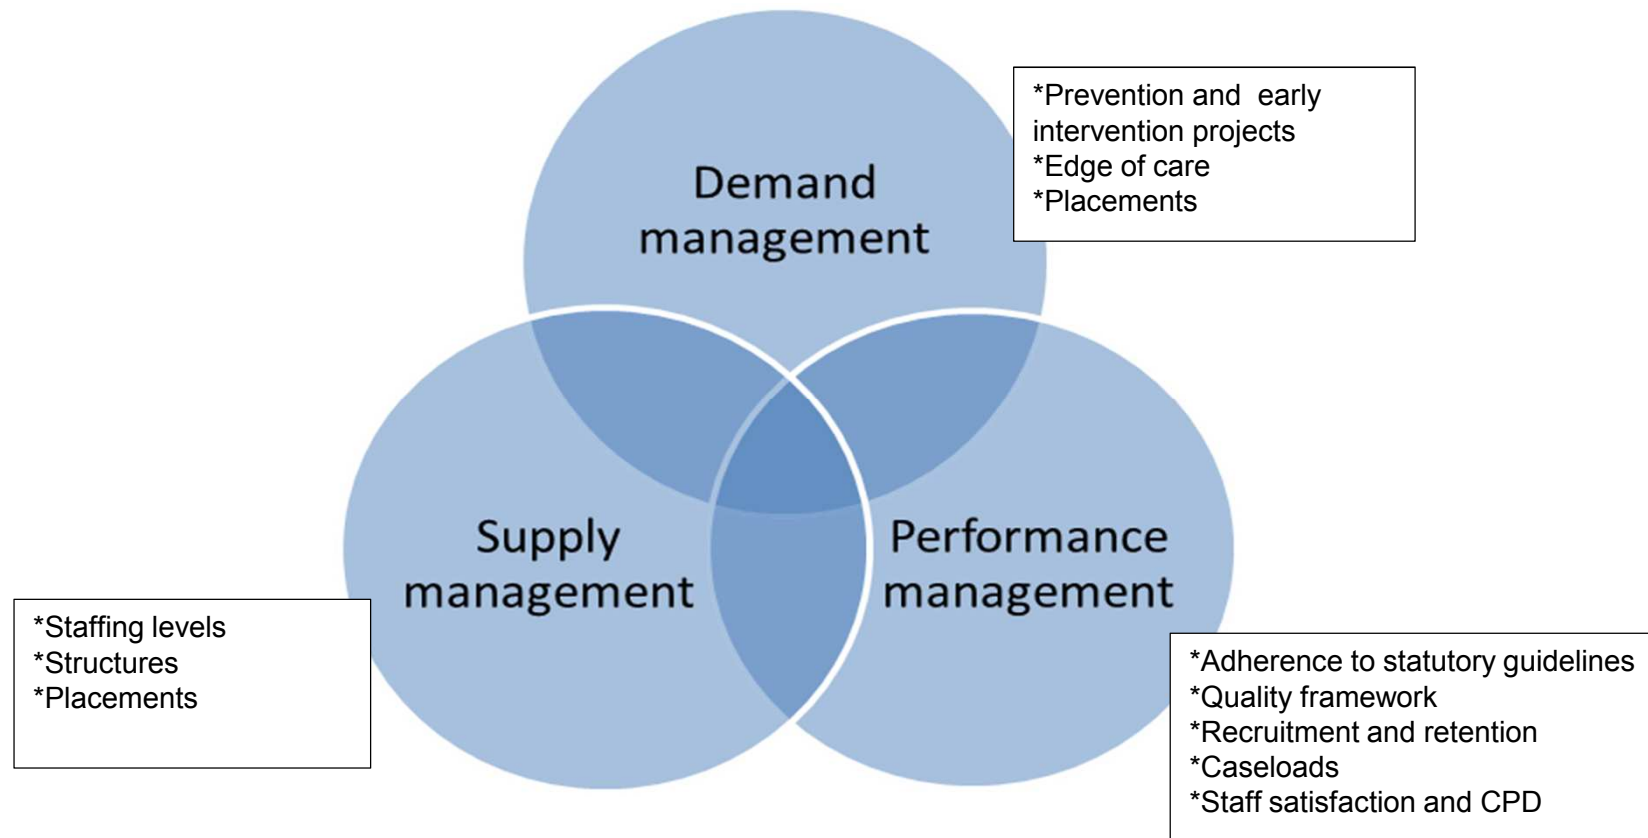 *Prevention and  early
intervention projects
*Edge of care
*Placements
Demand
management
Supply
management
Performance
management
*Staffing levels
*Structures
*Placements
*Adherence to statutory guidelines
*Quality framework
*Recruitment and retention
*Caseloads
*Staff satisfaction and CPD